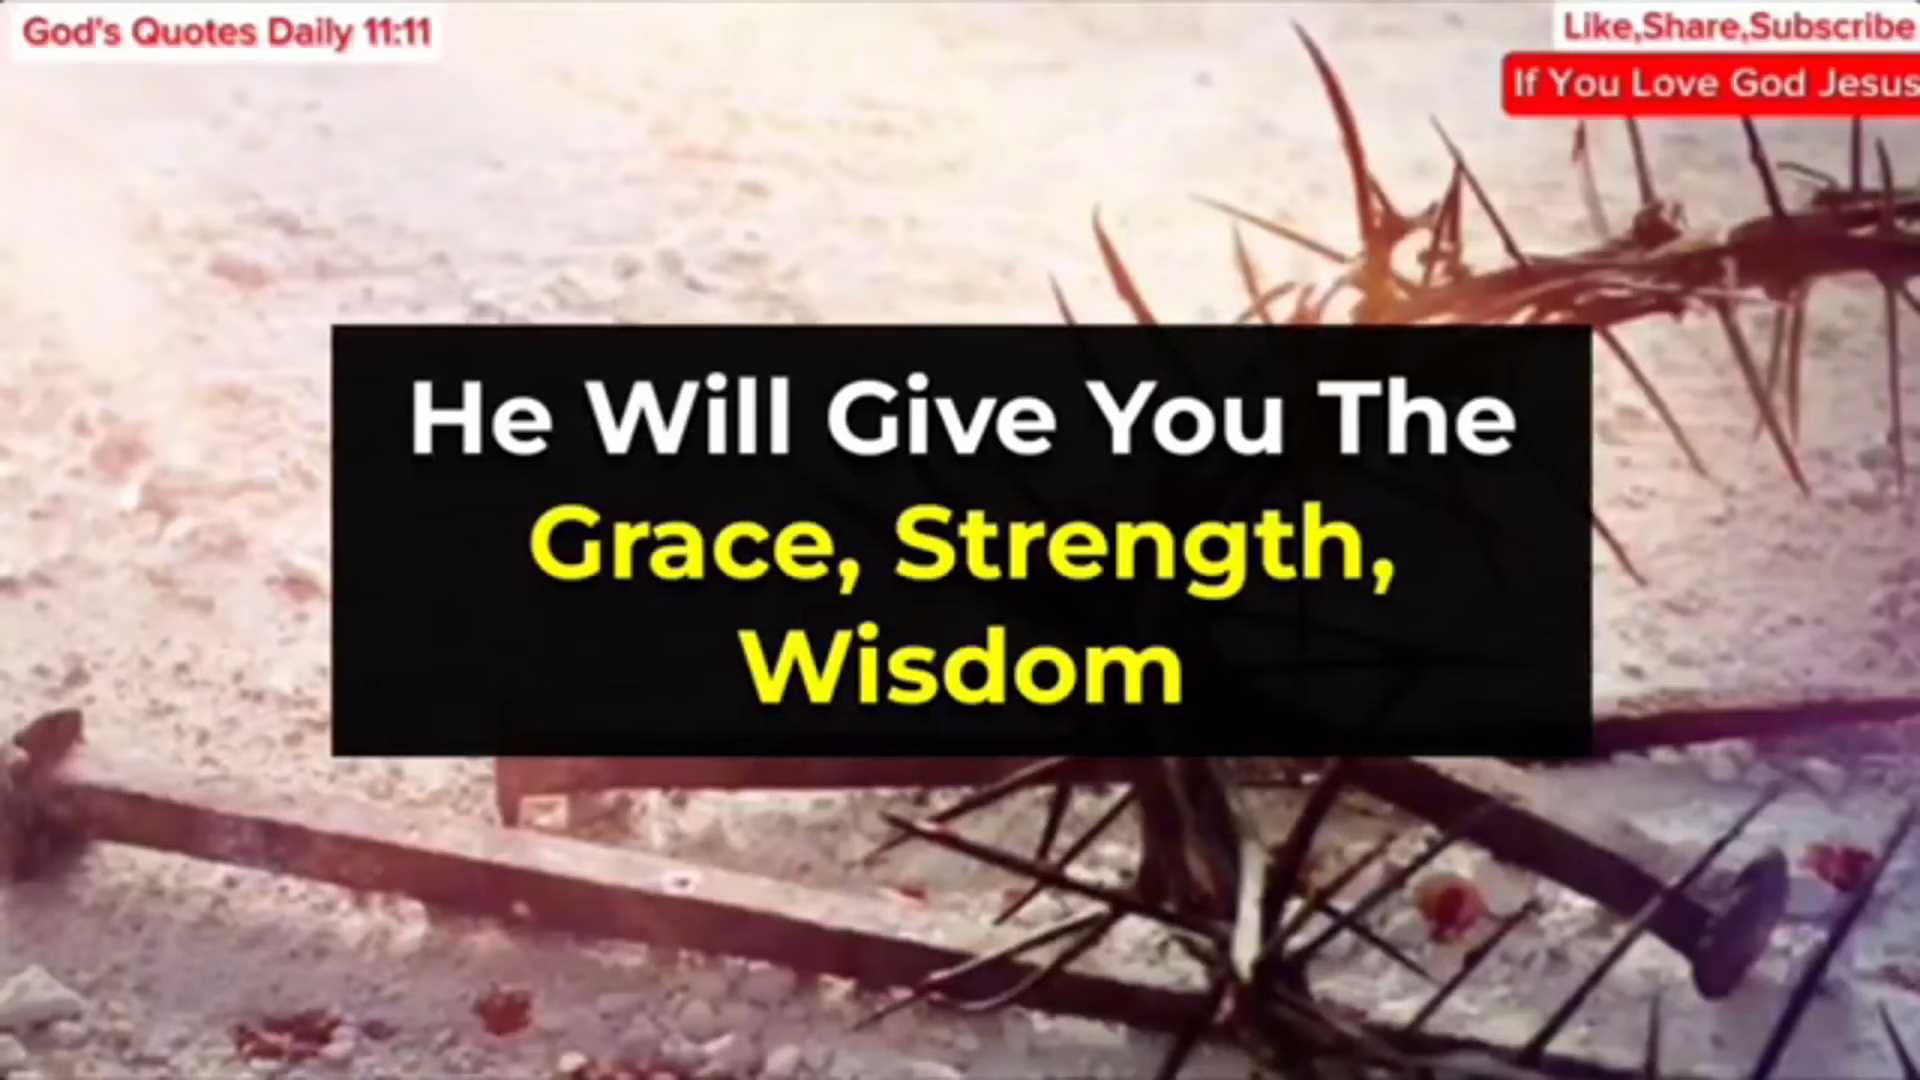 God's Quotes Daily 11:11
Like,Share,Subscribe
If You Love God Jesus
He Will Give You The
Grace, Strength,
Wisdom